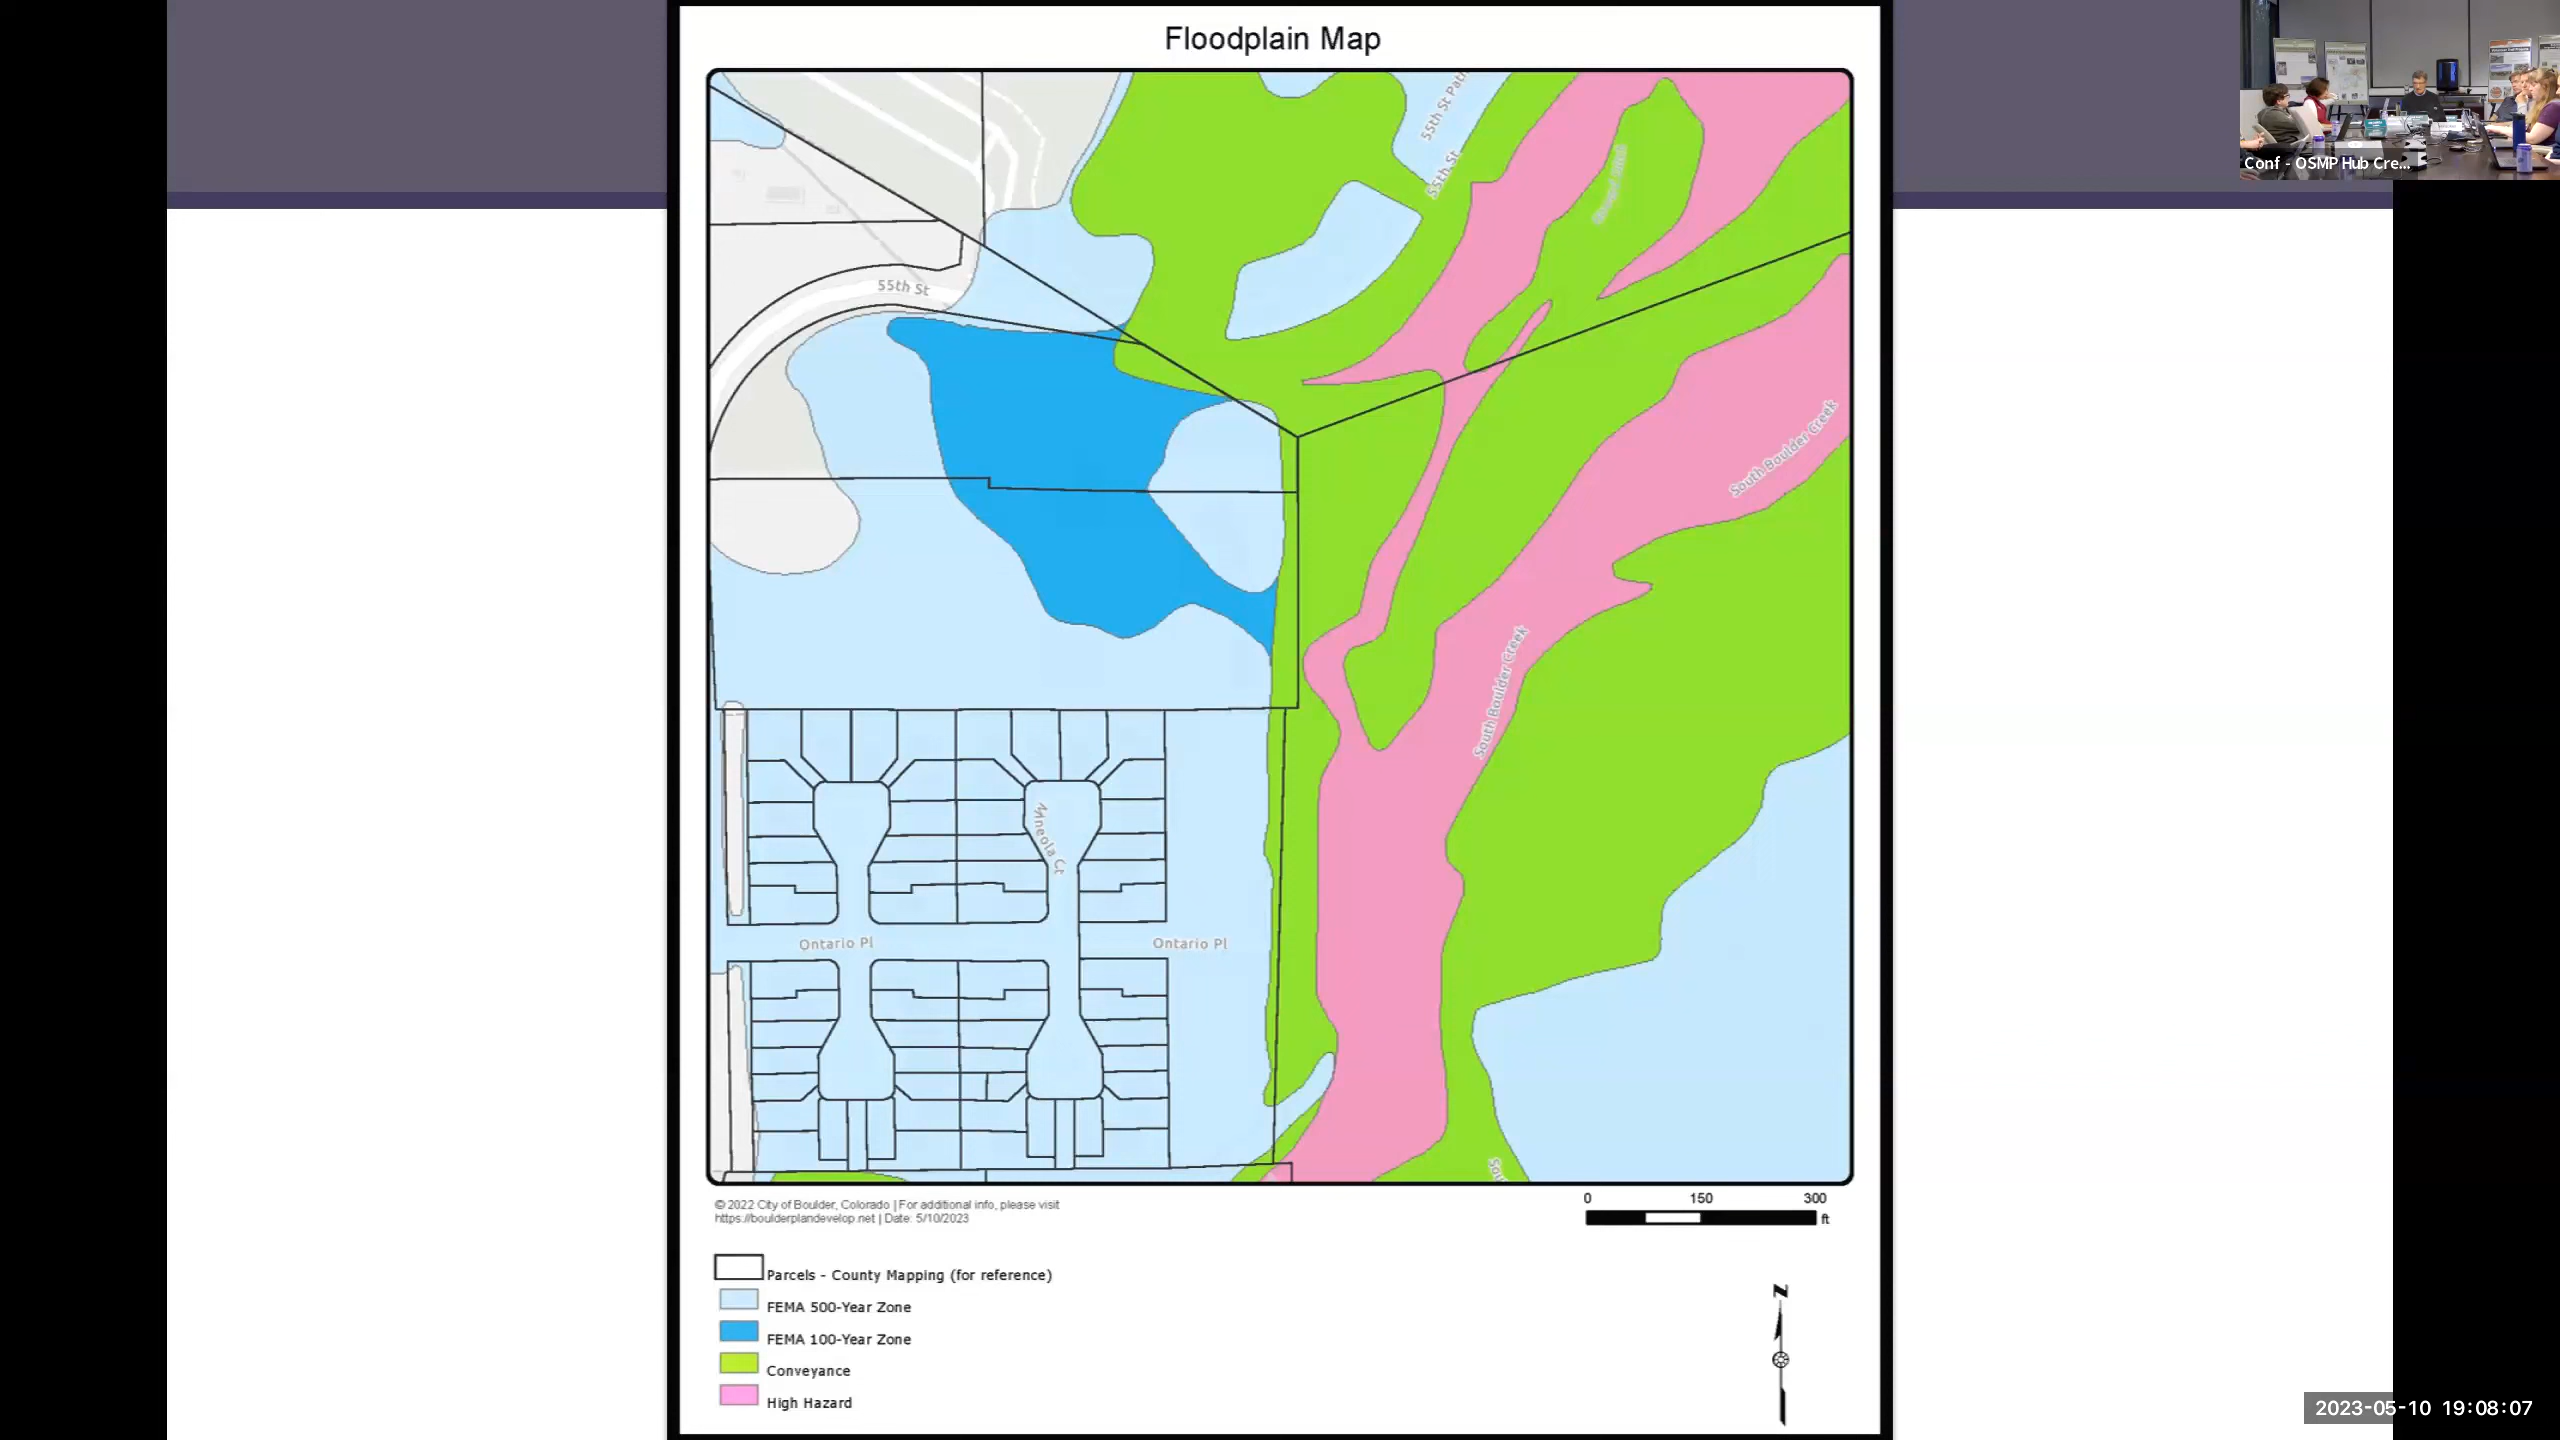 Floodplain Map
55th St Path
55th St
55th St
South Boulder Creek
South Boulder Creek
Wyneola Ct
Ontario Pl
Ontario Pl
Sou
© 2022 City of Boulder, Colorado | For additional info, please visit
https://boulderplandevelop.net | Date: 5/10/2023
0 150 300
ft
Parcels - County Mapping (for reference)
FEMA 500-Year Zone
FEMA 100-Year Zone
Conveyance
High Hazard
N
Conf - OSMP Hub Cre...
2023-05-10 19:08:07